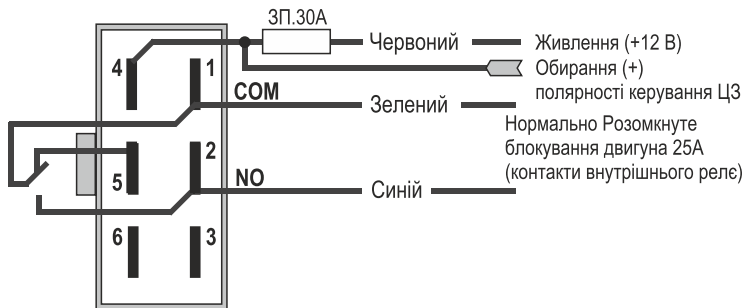 ЗП.30А
Червоний
Живлення (+12 В)
4
1
Обирання (+)
полярності керування ЦЗ
COM
Зелений
Нормально Розомкнуте
блокування двигуна 25А
(контакти внутрішнього релє)
2
5
NO
Синій
6
3